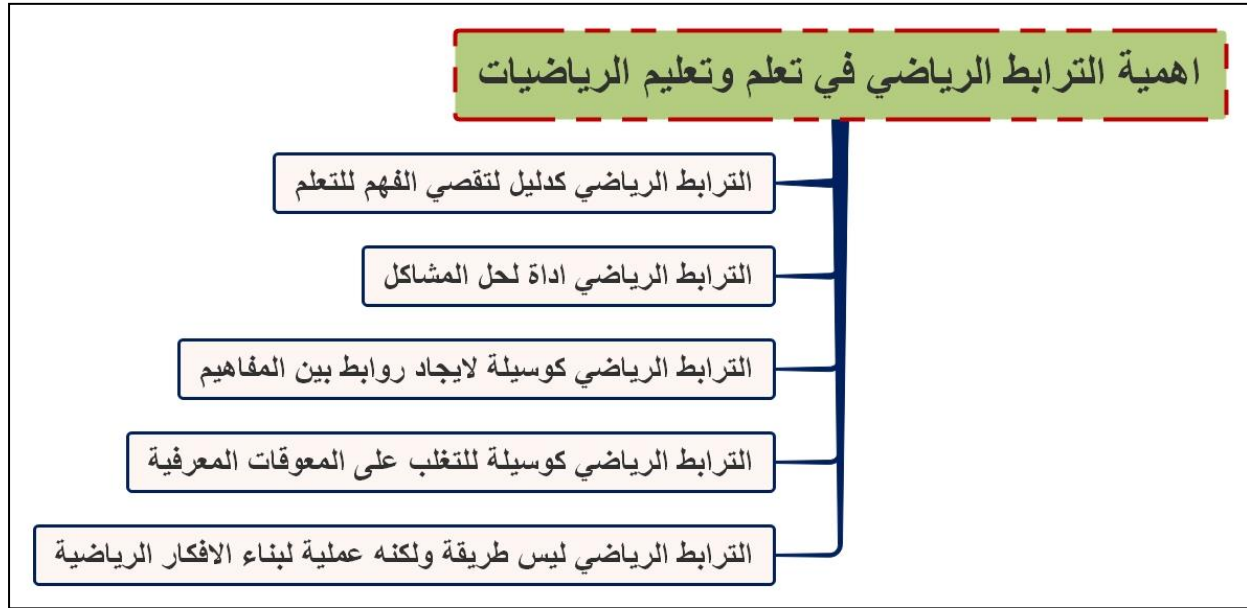 اهمية الترابط الرياضي في تعلم وتعليم الرياضيات
الترابط الرياضي كدليل لتقصي الفهم للتعلم
الترابط الرياضي اداة لحل المشاكل
الترابط الرياضي كوسيلة لايجاد روابط بين المفاهيم
الترابط الرياضي كوسيلة للتغلب على المعوقات المعرفية
الترابط الرياضي ليس طريقة ولكنه عملية لبناء الافكار الرياضية